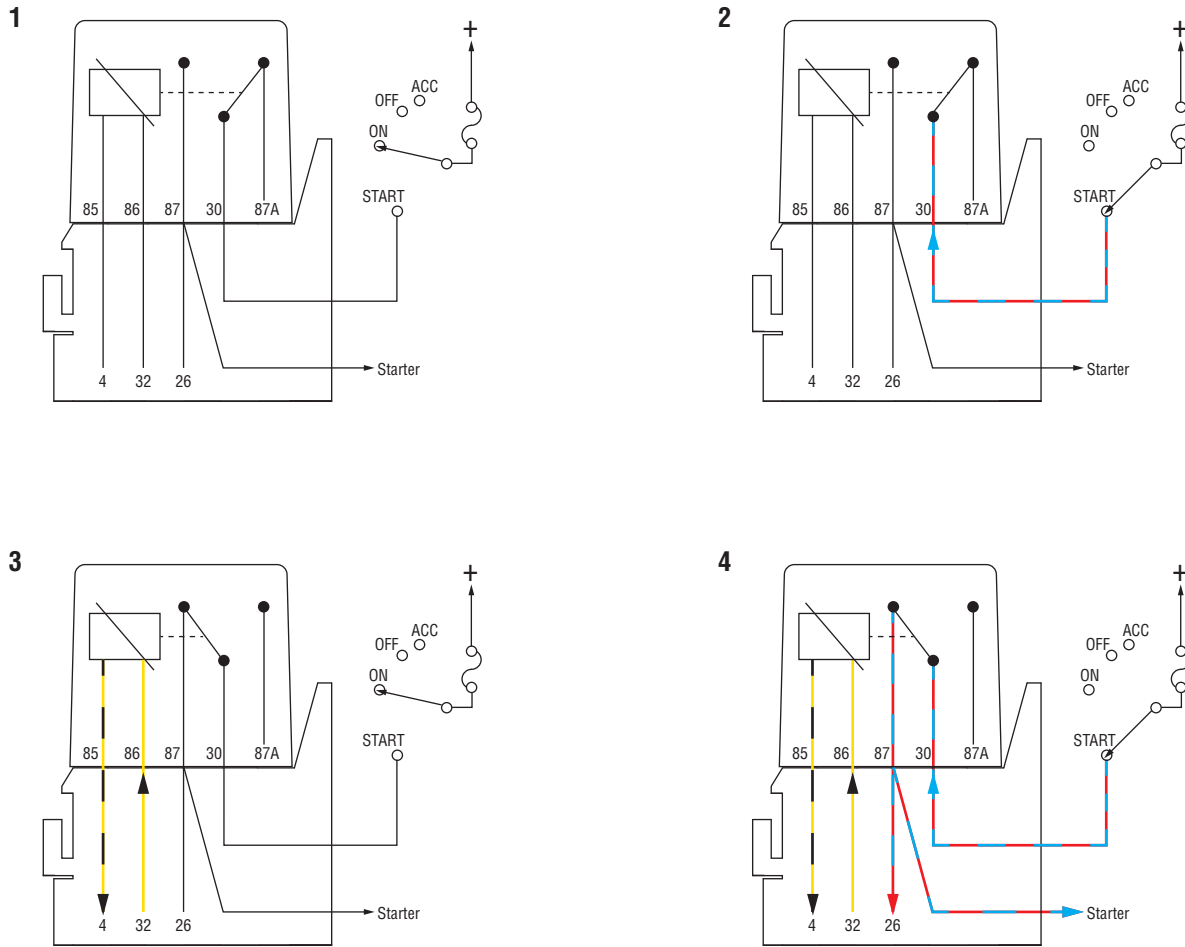 1
+
ACC
OFF
ON
START
85 86 87 30 87A
Starter
4 32 26
2
+
ACC
OFF
ON
START
85 86 87 30 87A
Starter
4 32 26
3
+
ACC
OFF
ON
START
85 86 87 30 87A
Starter
4 32 26
4
+
ACC
OFF
ON
START
85 86 87 30 87A
Starter
4 32 26